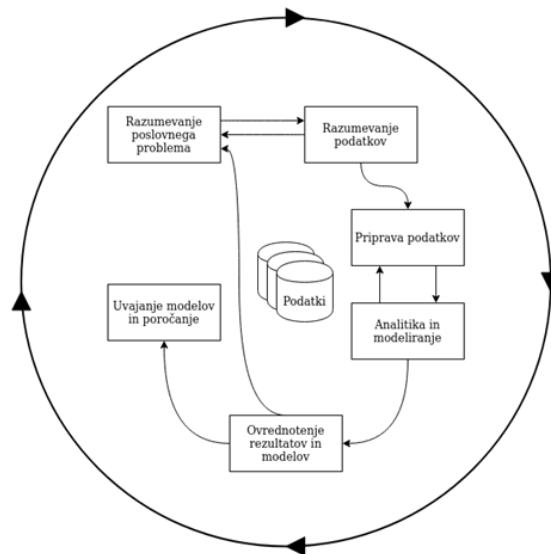 Razumevanje
poslovnega
problema
Razumevanje
podatkov
Priprava podatkov
Podatki
Uvajanje modelov
in poročanje
Analitika in
modeliranje
Ovrednotenje
rezultatov in
modelov